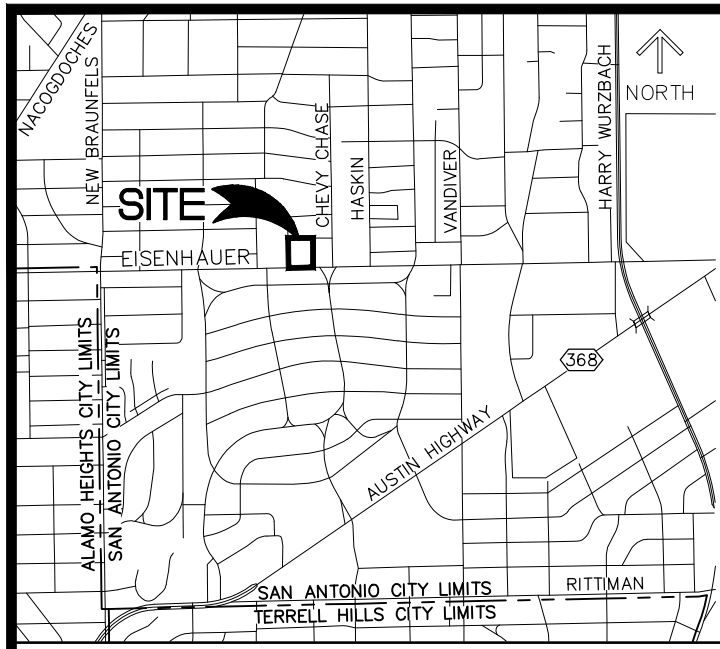 NACOGDOCHES
NEW BRAUNFELS
CHEVY CHASE
HASKIN
VANDIVER
HARRY WURZBACH
NORTH
SITE
EISENHAUER
368
ALAMO HEIGHTS CITY LIMITS
SAN ANTONIO CITY LIMITS
AUSTIN HIGHWAY
SAN ANTONIO CITY LIMITS
TERRELL HILLS CITY LIMITS
RITTIMAN